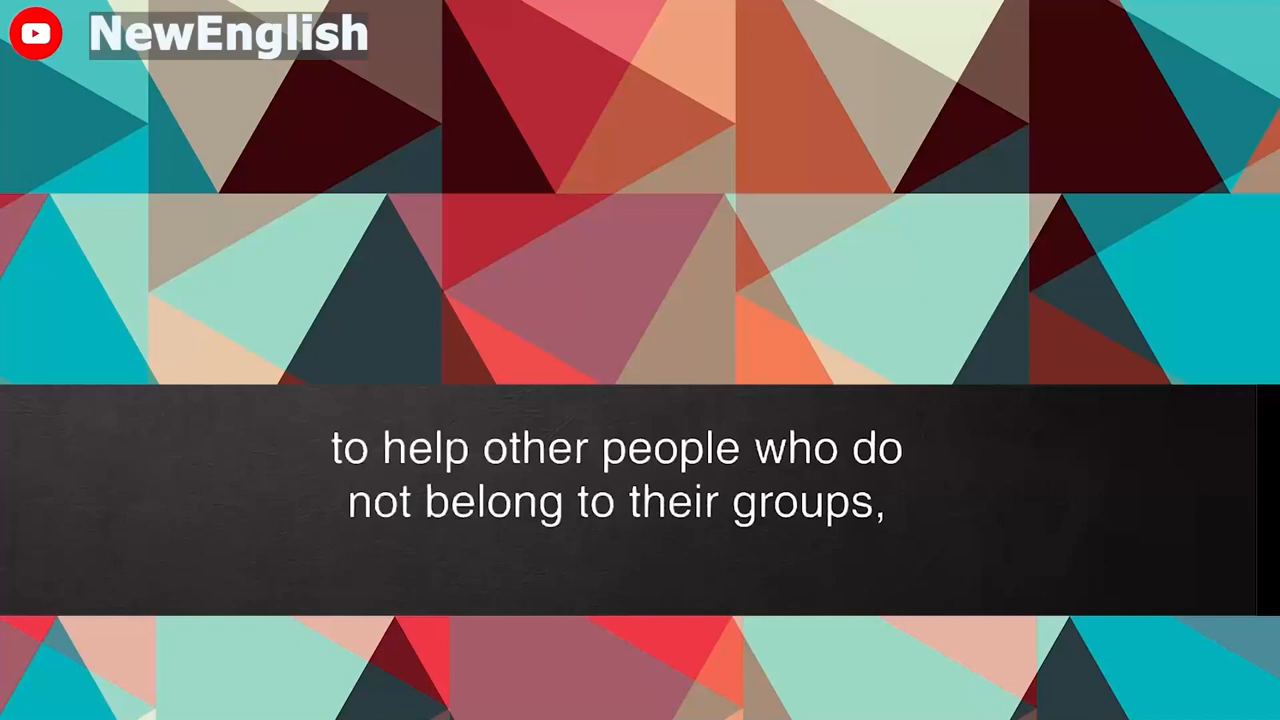 NewEnglish
to help other people who do
not belong to their groups,